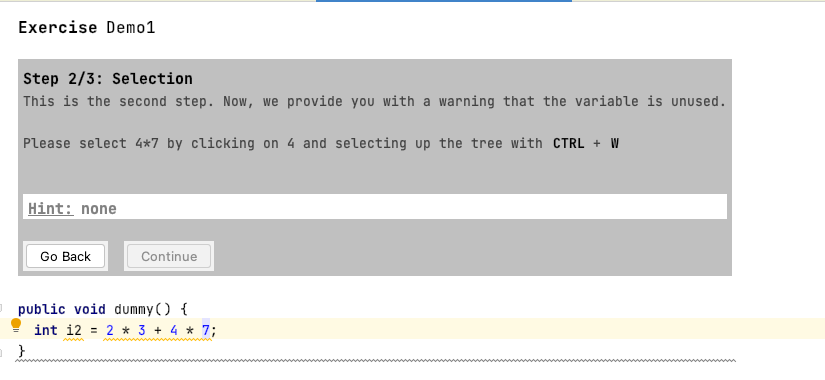 Exercise Demo1
Step 2/3: Selection
This is the second step. Now, we provide you with a warning that the variable is unused.
Please select 4*7 by clicking on 4 and selecting up the tree with CTRL + W
Hint: none
Go Back Continue
public void dummy() {
int i2 = 2 * 3 + 4 * 7;
}